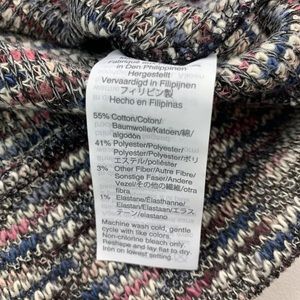 Fabriqué
In Den Philippinen
Hergestellt
Vervaardigd in Filipijnen
フィリピン製
Hecho en Filipinas
55% Cotton/Coton/
Baumwolle/Katoen/綿/
algodón
41% Polyester/Polyester/
Polyester/Polyester/ポリ
エステル/poliéster
3% Other Fiber/Autre Fibre/
Sonstige Faser/Andere
Vezel/その他の繊維/otra
fibra
1% Elastane/Élasthanne/
Elastan/Elastaan/エラス
テーン/elastano
Machine wash cold, gentle
cycle with like colors.
Non-chlorine bleach only.
Reshape and lay flat to dry.
Iron on lowest setting.